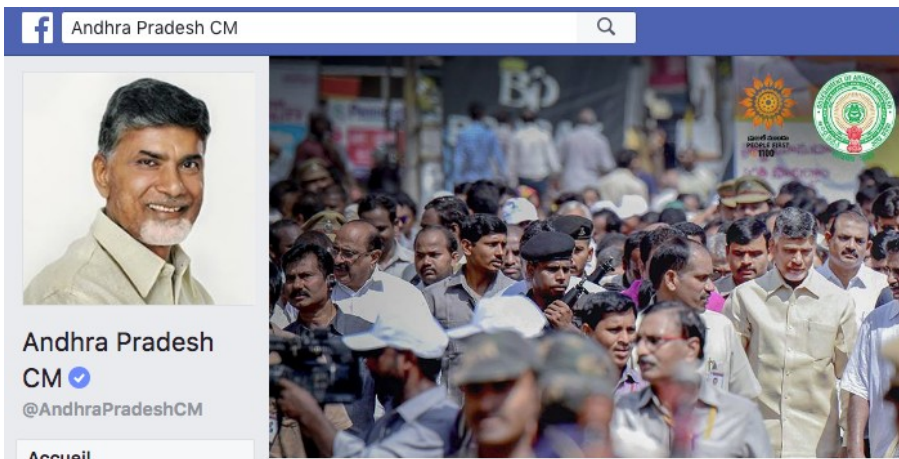 Andhra Pradesh CM
PEOPLE FIRST
1100
Andhra Pradesh
CM
@AndhraPradeshCM
Accueil